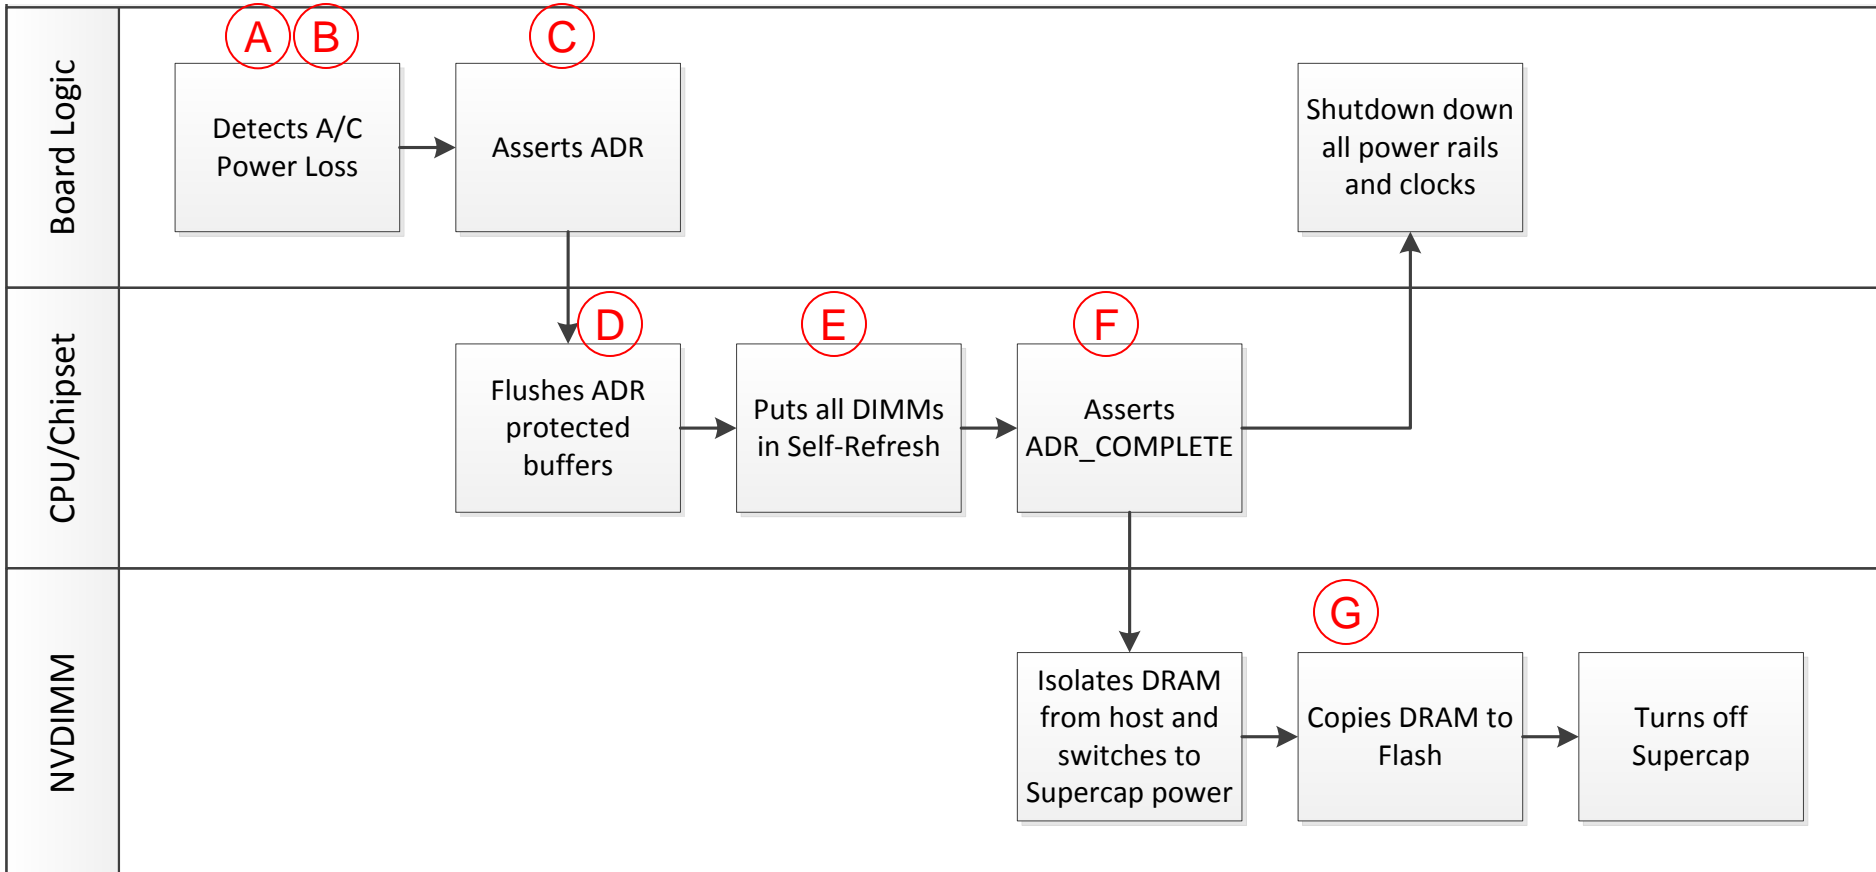 Board Logic
A
B
C
Detects A/C
Power Loss
Asserts ADR
Shutdown down
all power rails
and clocks
CPU/Chipset
D
E
F
Flushes ADR
protected
buffers
Puts all DIMMs
in Self-Refresh
Asserts
ADR_COMPLETE
NVDIMM
G
Isolates DRAM
from host and
switches to
Supercap power
Copies DRAM to
Flash
Turns off
Supercap